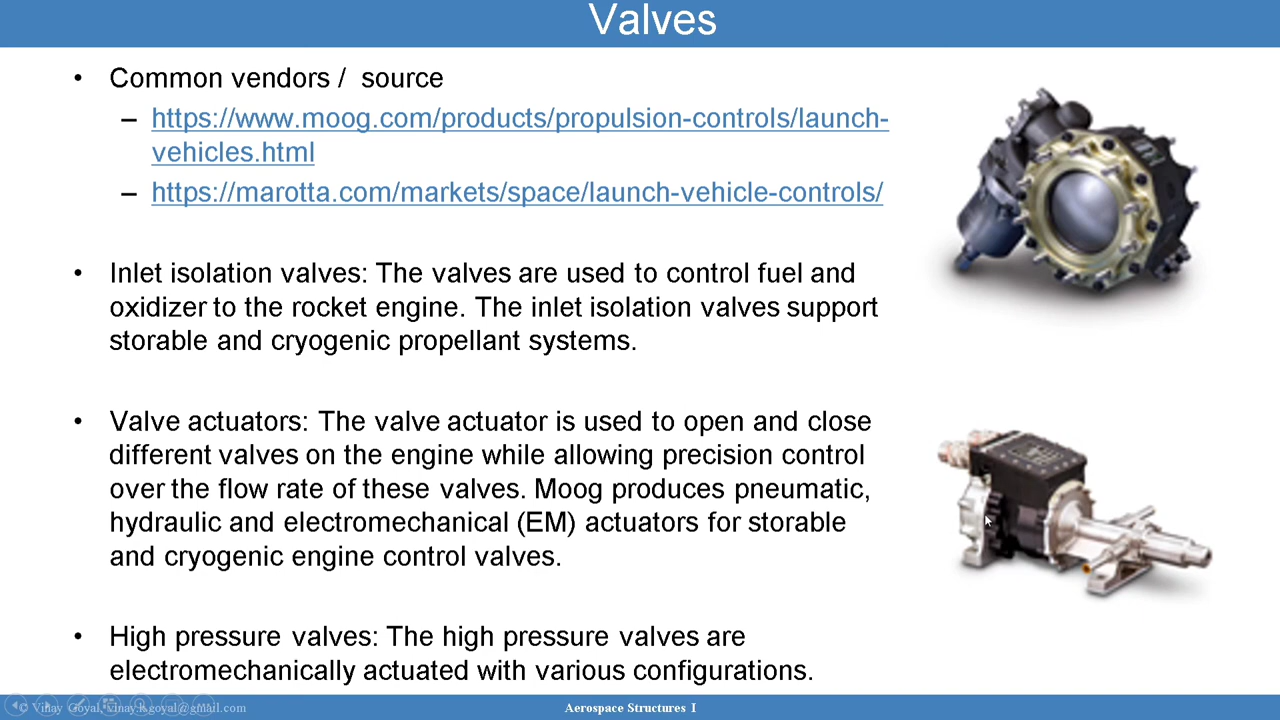 Valves
• Common vendors / source
– https://www.moog.com/products/propulsion-controls/launch-
vehicles.html
– https://marotta.com/markets/space/launch-vehicle-controls/
• Inlet isolation valves: The valves are used to control fuel and
oxidizer to the rocket engine. The inlet isolation valves support
storable and cryogenic propellant systems.
• Valve actuators: The valve actuator is used to open and close
different valves on the engine while allowing precision control
over the flow rate of these valves. Moog produces pneumatic,
hydraulic and electromechanical (EM) actuators for storable
and cryogenic engine control valves.
• High pressure valves: The high pressure valves are
electromechanically actuated with various configurations.
© Vinay Goyal, vinay.k.goyal@gmail.com
Aerospace Structures I